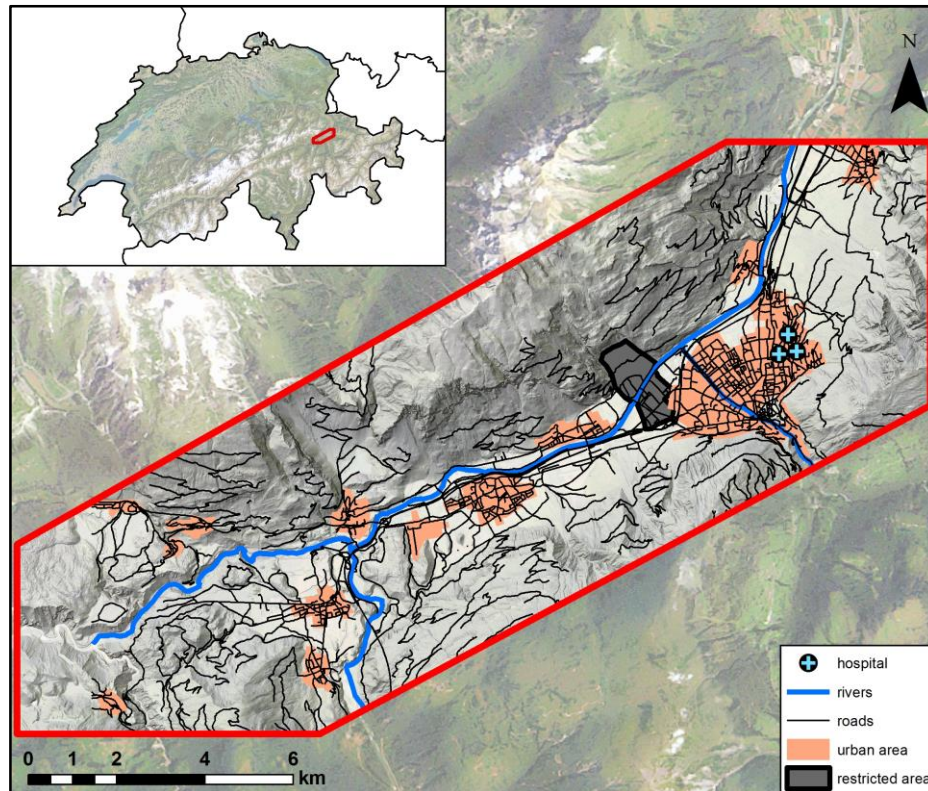 N
hospital
rivers
roads
urban area
restricted area
0 1 2 4 6
km